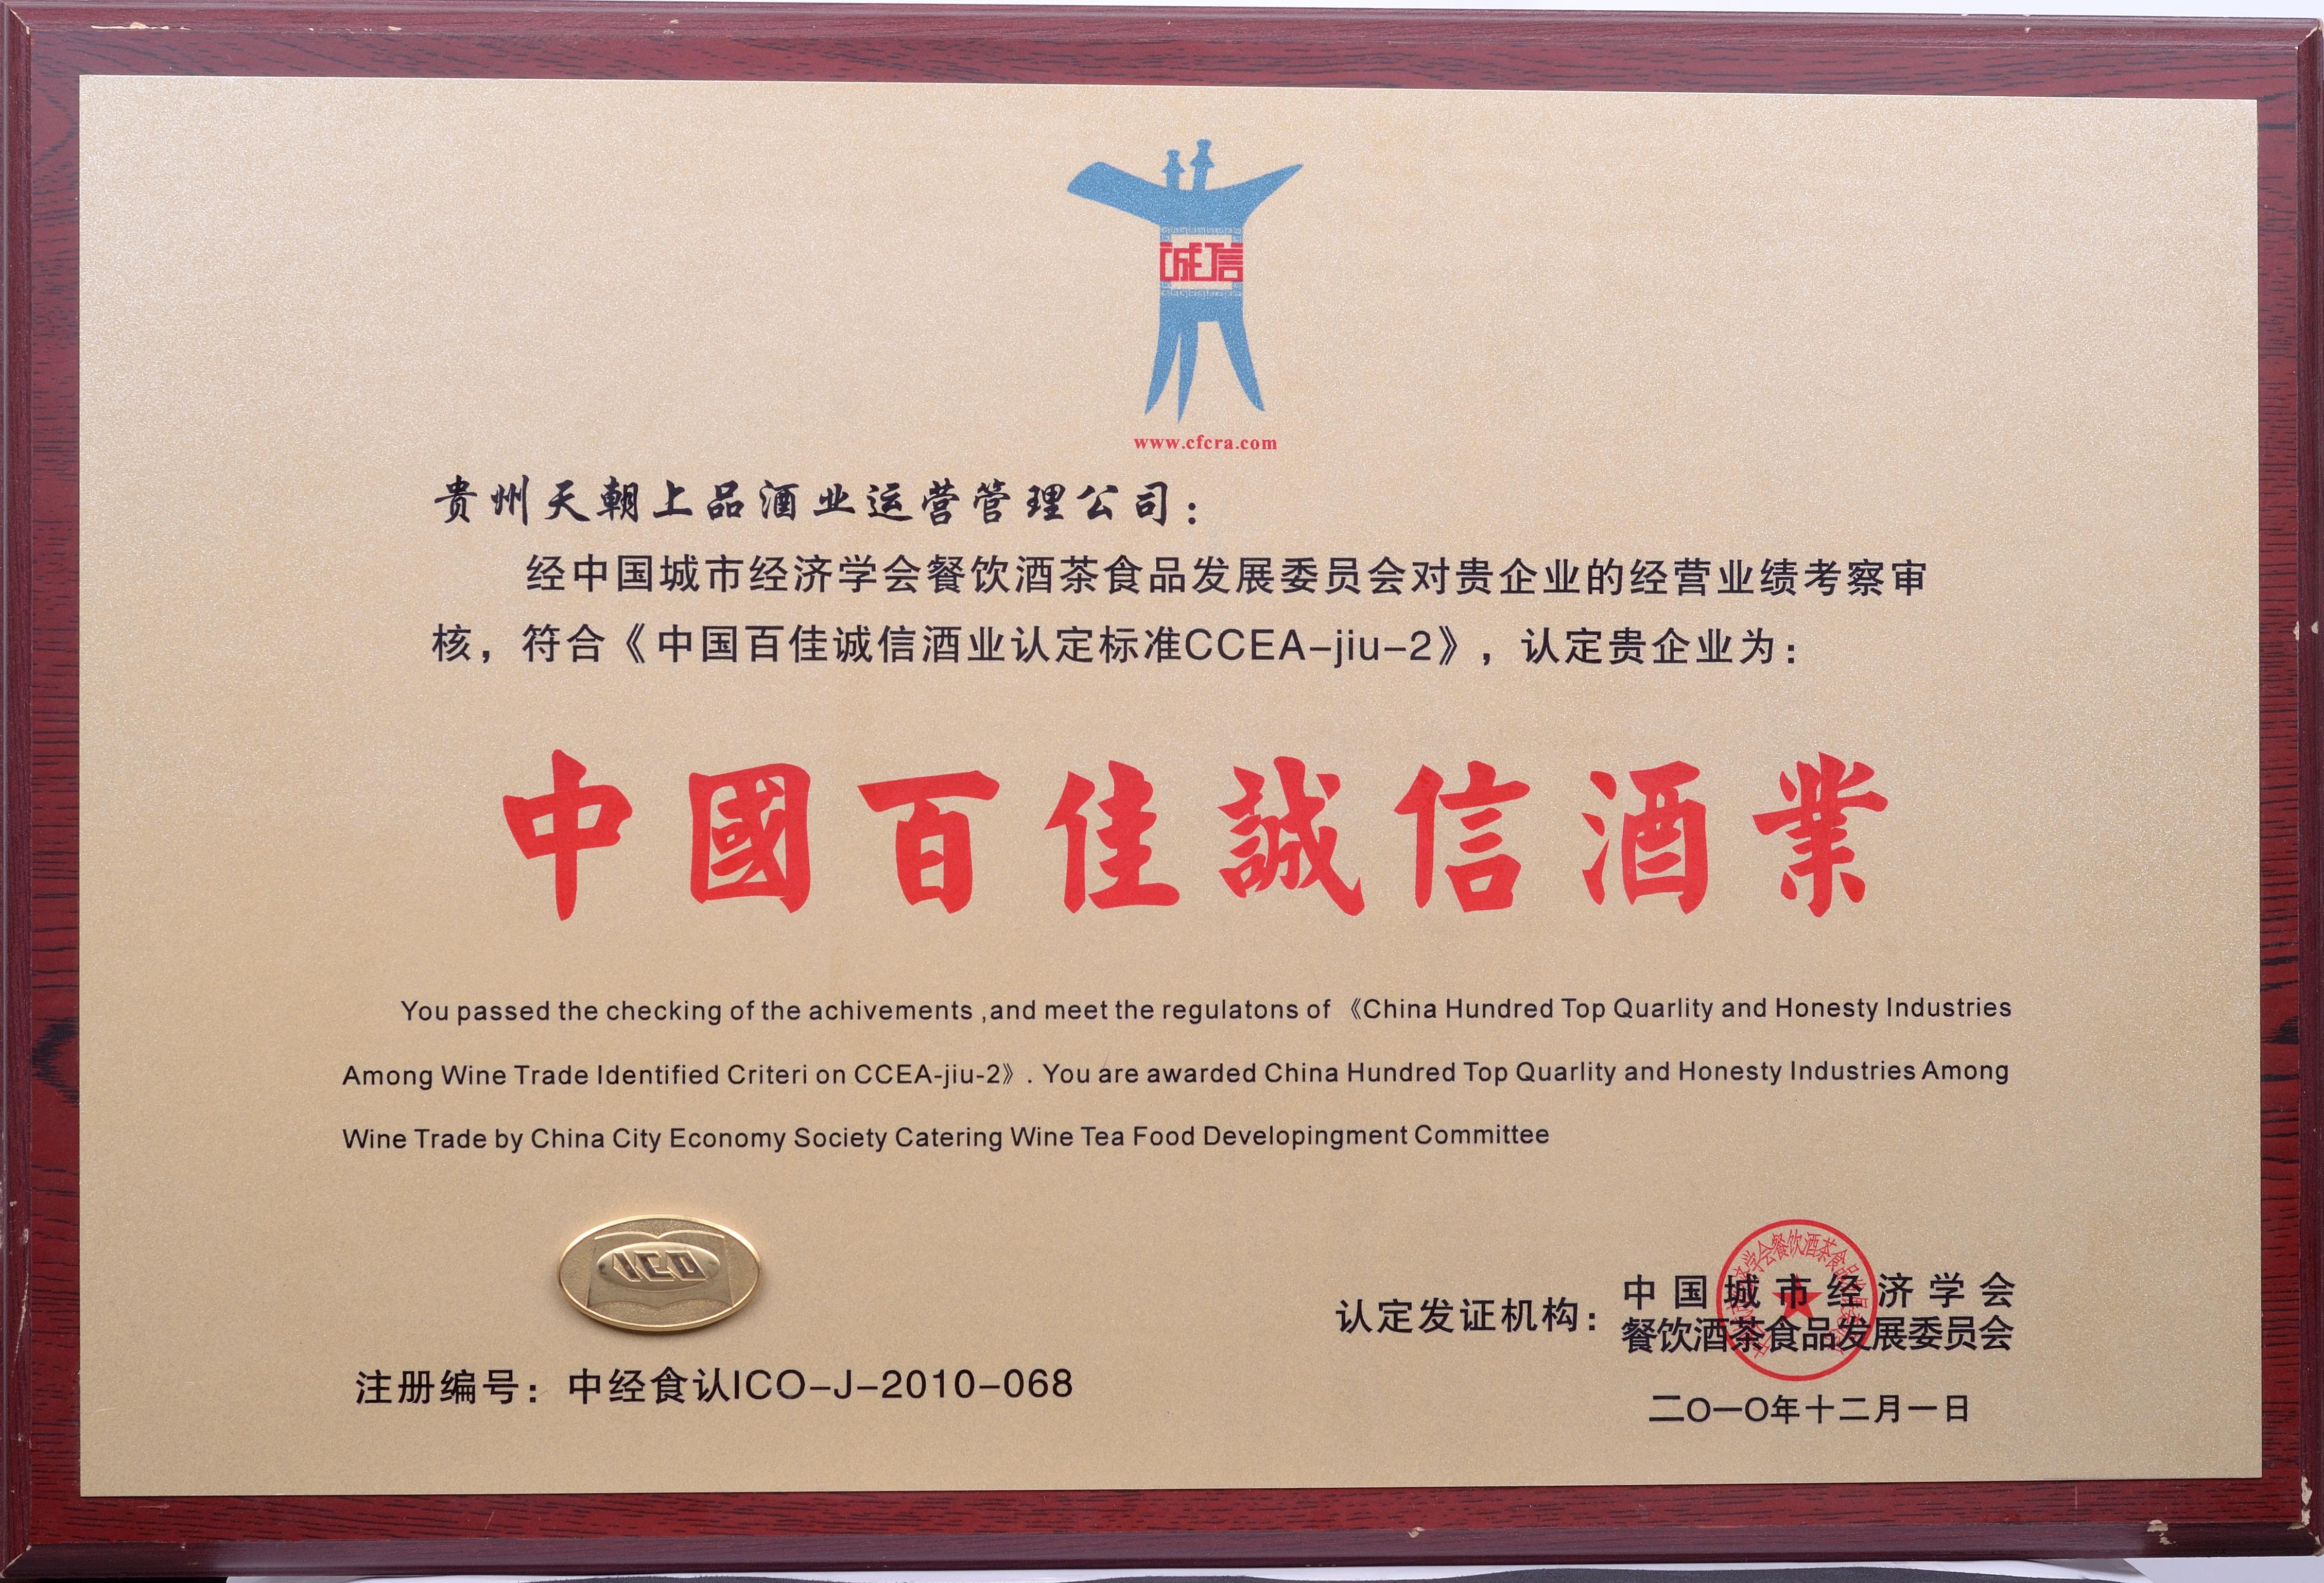 诚信
www.cfcra.com
贵州天朝上品酒业运营管理公司：
经中国城市经济学会餐饮酒茶食品发展委员会对贵企业的经营业绩考察审
核，符合《中国百佳诚信酒业认定标准CCEA-jiu-2》，认定贵企业为：
中國百佳誠信酒業
You passed the checking of the achivements ,and meet the regulatons of 《China Hundred Top Quarlity and Honesty Industries
Among Wine Trade Identified Criteri on CCEA-jiu-2》. You are awarded China Hundred Top Quarlity and Honesty Industries Among
Wine Trade by China City Economy Society Catering Wine Tea Food Developingment Committee
ICO
注册编号：中经食认ICO-J-2010-068
认定发证机构：
中国城市经济学会
餐饮酒茶食品发展委员会
二O一O年十二月一日